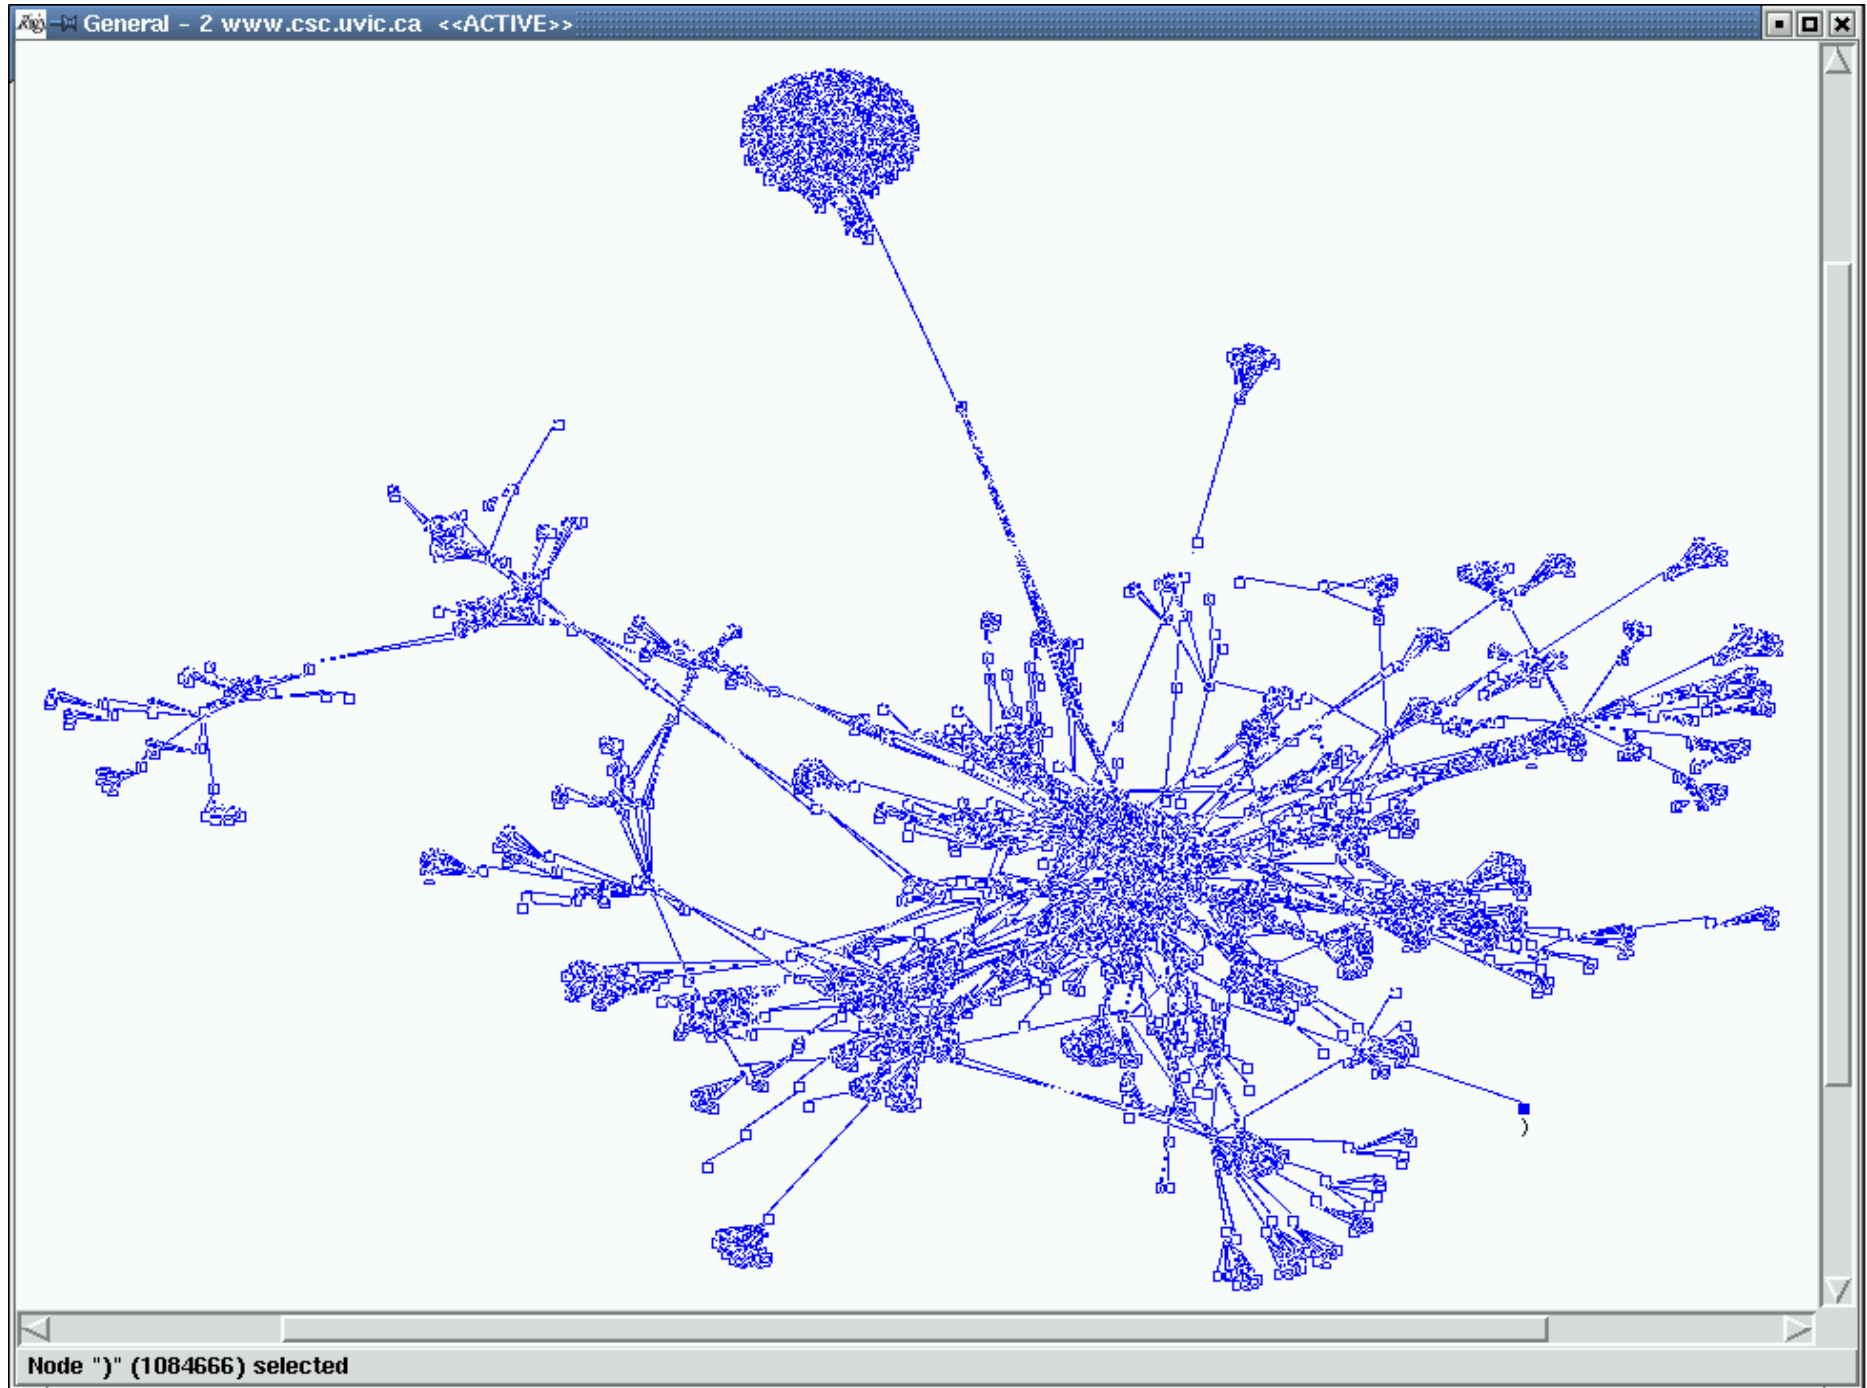 General - 2 www.csc.uvic.ca <<ACTIVE>>
)
Node ")" (1084666) selected